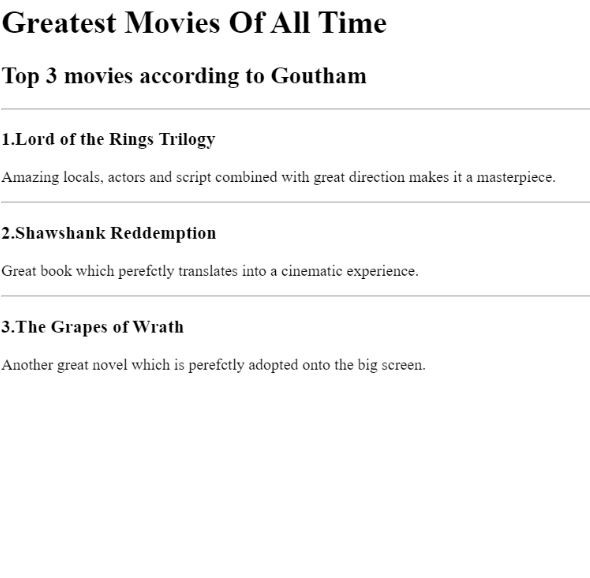 Greatest Movies Of All Time
Top 3 movies according to Goutham
1.Lord of the Rings Trilogy
Amazing locals, actors and script combined with great direction makes it a masterpiece.
2.Shawshank Reddemption
Great book which perefctly translates into a cinematic experience.
3.The Grapes of Wrath
Another great novel which is perefctly adopted onto the big screen.